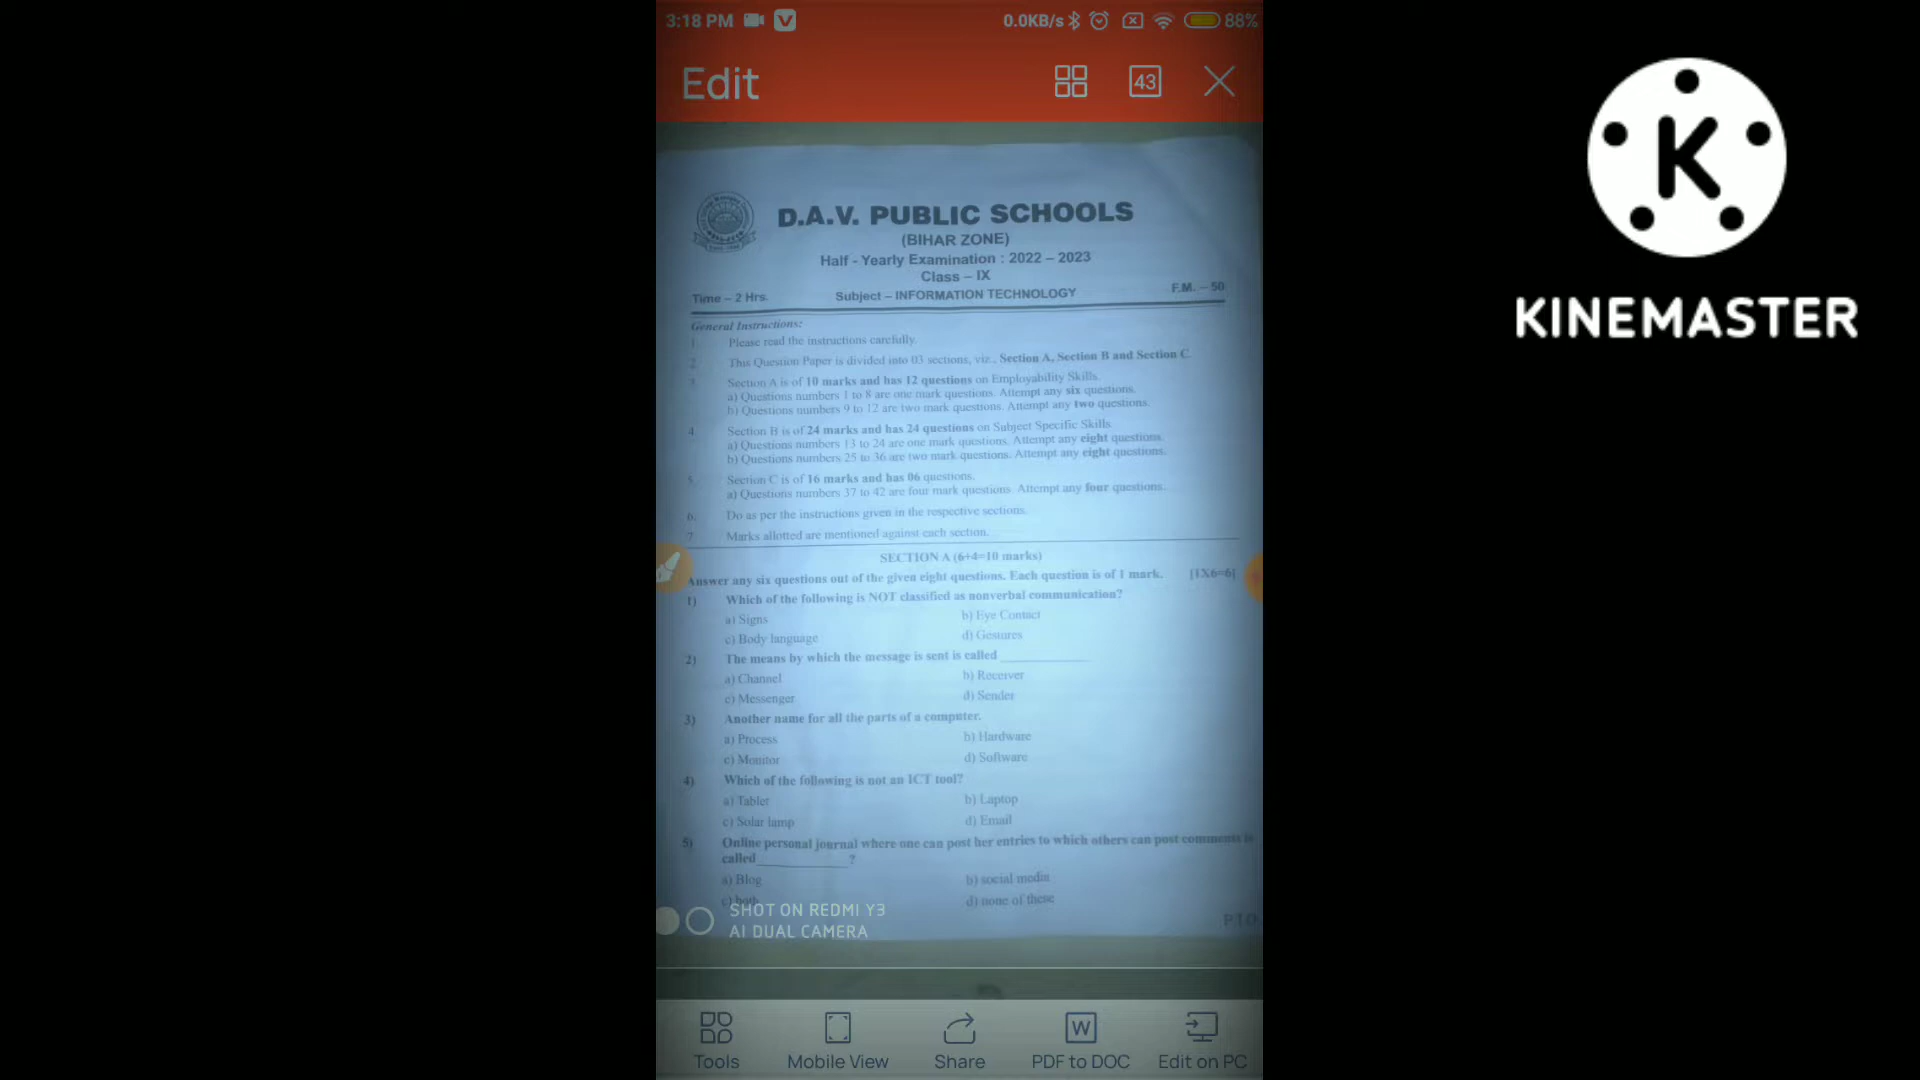 3:18 PM
0.0KB/s
88%
Edit
43
K
KINEMASTER
D.A.V. PUBLIC SCHOOLS
(BIHAR ZONE)
Half - Yearly Examination : 2022 – 2023
Class – IX
Time – 2 Hrs.
Subject – INFORMATION TECHNOLOGY
F.M. – 50
General Instructions:
1. Please read the instructions carefully.
2. This Question Paper is divided into 03 sections, viz., Section A, Section B and Section C.
3. Section A is of 10 marks and has 12 questions on Employability Skills.
a) Questions numbers 1 to 8 are one mark questions. Attempt any six questions.
b) Questions numbers 9 to 12 are two mark questions. Attempt any two questions.
4. Section B is of 24 marks and has 24 questions on Subject Specific Skills.
a) Questions numbers 13 to 24 are one mark questions. Attempt any eight questions.
b) Questions numbers 25 to 36 are two mark questions. Attempt any eight questions.
5. Section C is of 16 marks and has 06 questions.
a) Questions numbers 37 to 42 are four mark questions. Attempt any four questions.
6. Do as per the instructions given in the respective sections.
7. Marks allotted are mentioned against each section.
SECTION A (6+4=10 marks)
Answer any six questions out of the given eight questions. Each question is of 1 mark. [1X6=6]
1) Which of the following is NOT classified as nonverbal communication?
a) Signs b) Eye Contact
c) Body language d) Gestures
2) The means by which the message is sent is called ____________
a) Channel b) Receiver
c) Messenger d) Sender
3) Another name for all the parts of a computer.
a) Process b) Hardware
c) Monitor d) Software
4) Which of the following is not an ICT tool?
a) Tablet b) Laptop
c) Solar lamp d) Email
5) Online personal journal where one can post her entries to which others can post comments is
called____________?
a) Blog b) social media
c) both d) none of these
SHOT ON REDMI Y3
AI DUAL CAMERA
P.T.O
Tools
Mobile View
Share
W
PDF to DOC
Edit on PC